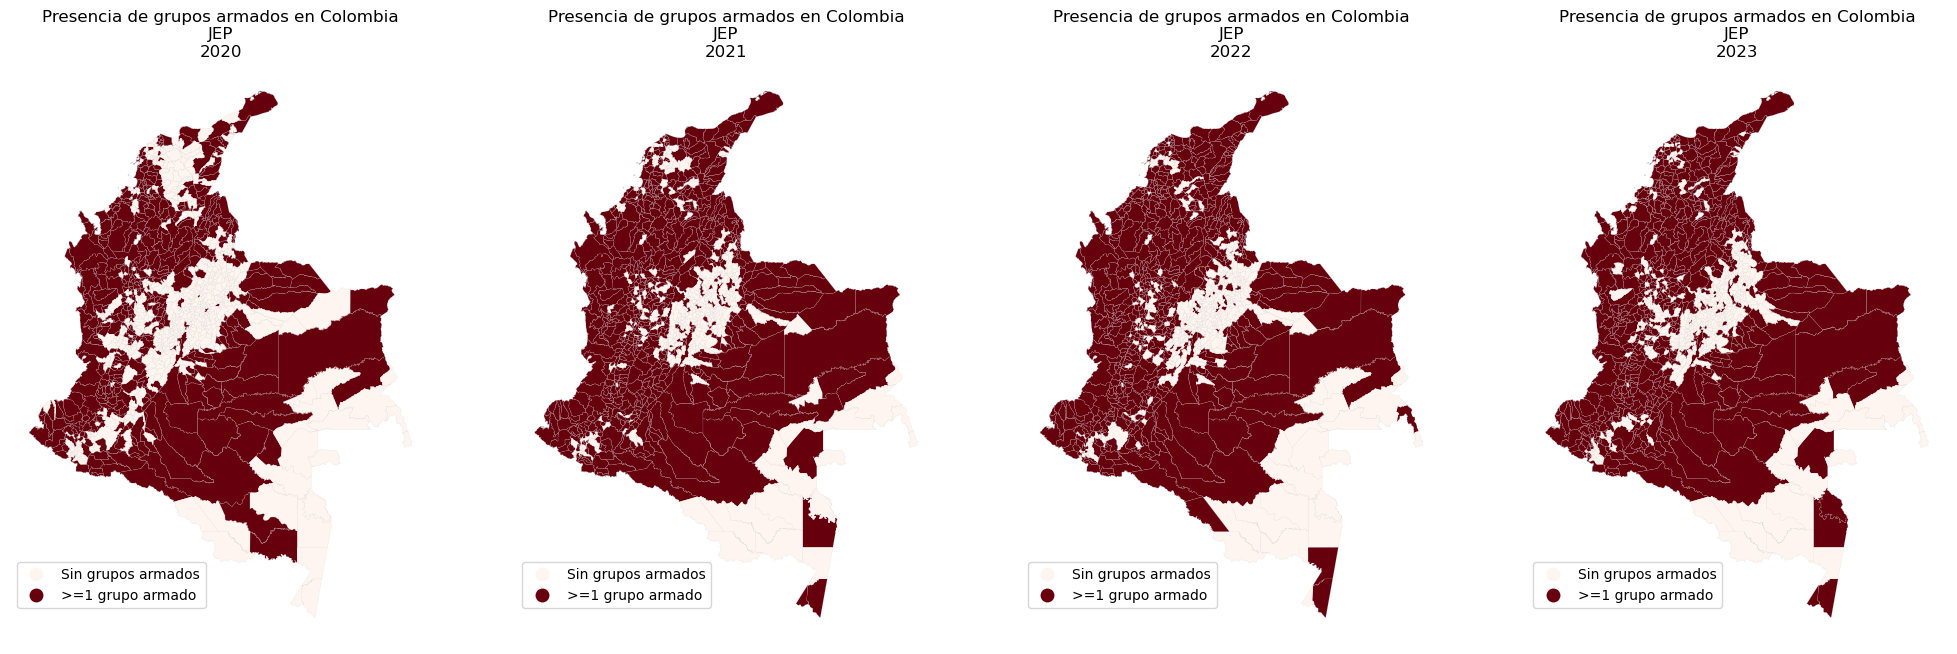 Presencia de grupos armados en Colombia
JEP
2020
Sin grupos armados
>=1 grupo armado
Presencia de grupos armados en Colombia
JEP
2021
Sin grupos armados
>=1 grupo armado
Presencia de grupos armados en Colombia
JEP
2022
Sin grupos armados
>=1 grupo armado
Presencia de grupos armados en Colombia
JEP
2023
Sin grupos armados
>=1 grupo armado